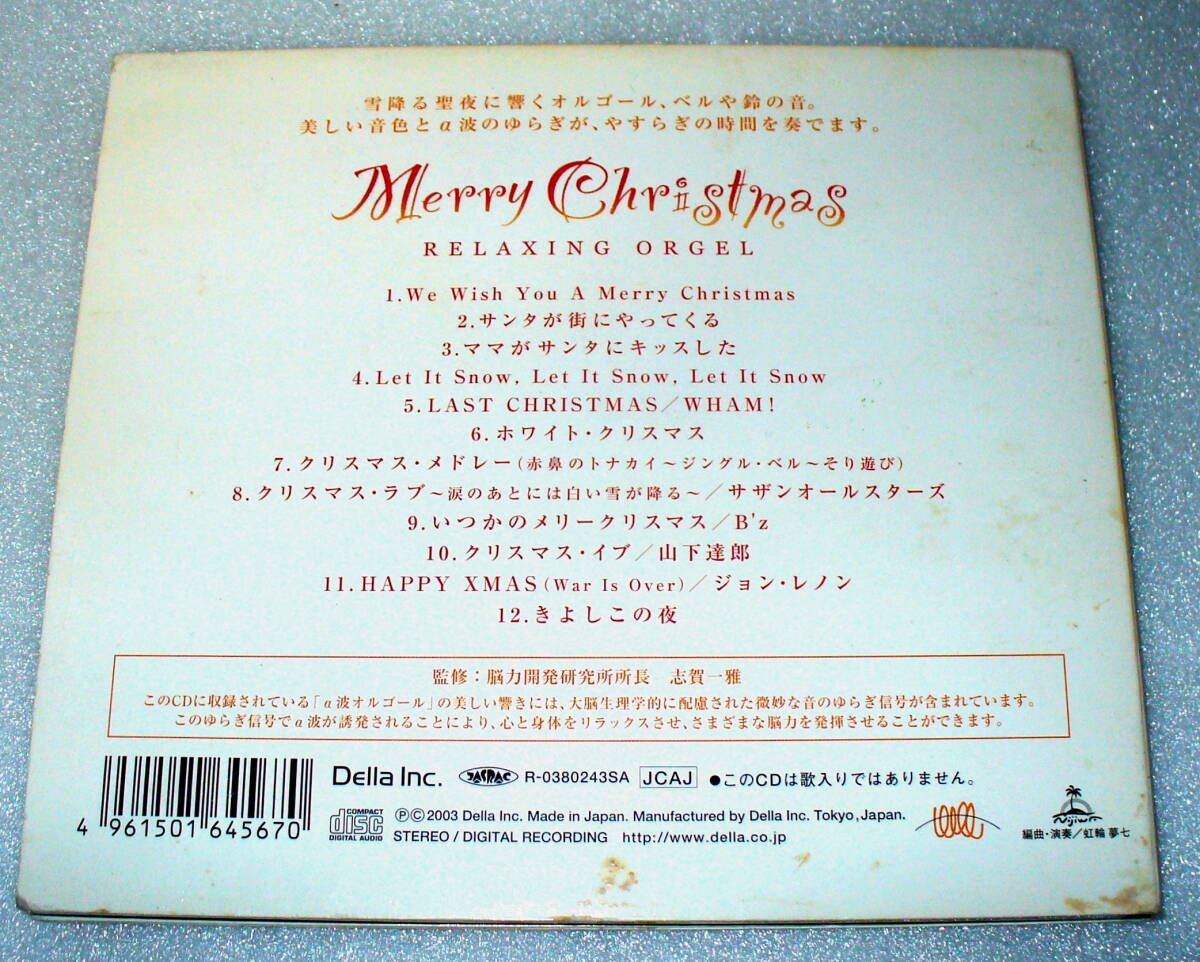 雪降る聖夜に響くオルゴール、ベルや鈴の音。
美しい音色とα波のゆらぎが、やすらぎの時間を奏でます。
Merry Christmas
RELAXING ORGEL
1.We Wish You A Merry Christmas
2.サンタが街にやってくる
3.ママがサンタにキッスした
4.Let It Snow, Let It Snow, Let It Snow
5.LAST CHRISTMAS／WHAM!
6.ホワイト・クリスマス
7.クリスマス・メドレー(赤鼻のトナカイ〜ジングル・ベル〜そり遊び)
8.クリスマス・ラブ〜涙のあとには白い雪が降る〜／サザンオールスターズ
9.いつかのメリークリスマス／B'z
10.クリスマス・イブ／山下達郎
11.HAPPY XMAS(War Is Over)／ジョン・レノン
12.きよしこの夜
監修：脳力開発研究所所長　志賀一雅
このCDに収録されている「α波オルゴール」の美しい響きには、大脳生理学的に配慮された微妙な音のゆらぎ信号が含まれています。
このゆらぎ信号でα波が誘発されることにより、心と身体をリラックスさせ、さまざまな脳力を発揮させることができます。
Della Inc. JASRAC R-0380243SA JCAJ ●このCDは歌入りではありません。
4 961501 645670
COMPACT disc DIGITAL AUDIO
ⓅⒸ2003 Della Inc. Made in Japan. Manufactured by Della Inc. Tokyo, Japan.
STEREO / DIGITAL RECORDING http://www.della.co.jp
Nijiwa
編曲・演奏／虹輪 夢七